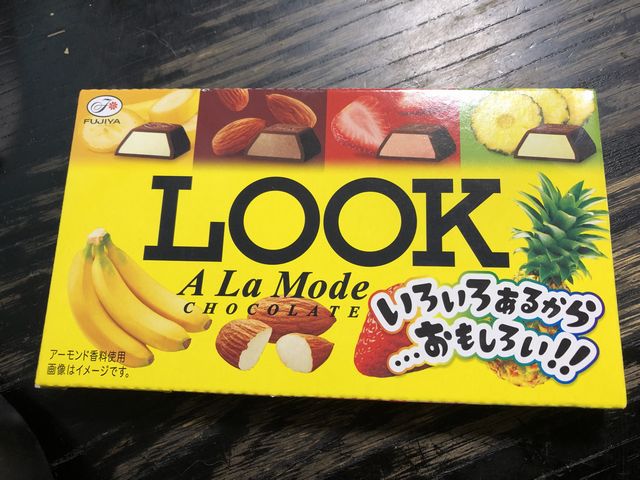 FUJIYA
LOOK
A La Mode
CHOCOLATE
いろいろあるから
...おもしろい!!
アーモンド香料使用
画像はイメージです。